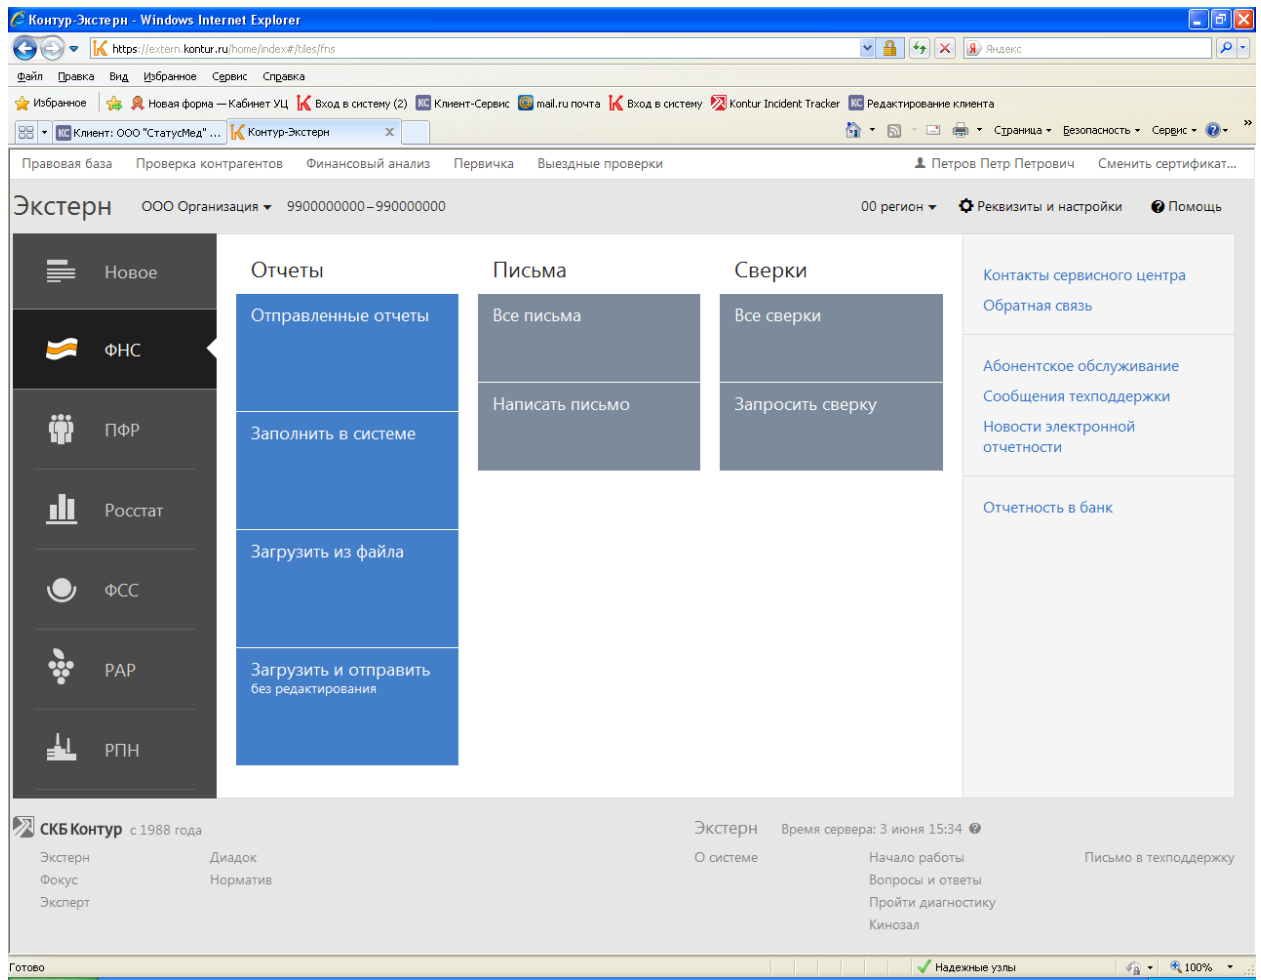 Контур-Экстерн - Windows Internet Explorer
https://extern.kontur.ru/home/index#/tiles/fns
Яндекс
Файл Правка Вид Избранное Сервис Справка
Избранное Новая форма — Кабинет УЦ Вход в систему (2) КС Клиент-Сервис mail.ru почта Вход в систему Kontur Incident Tracker КС Редактирование клиента
КС Клиент: ООО "СтатусМед" ... Контур-Экстерн X Страница Безопасность Сервис »
Правовая база Проверка контрагентов Финансовый анализ Первичка Выездные проверки Петров Петр Петрович Сменить сертификат...
Экстерн ООО Организация 9900000000–990000000 00 регион Реквизиты и настройки Помощь
Новое
ФНС
ПФР
Росстат
ФСС
РАР
РПН
Отчеты
Отправленные отчеты
Заполнить в системе
Загрузить из файла
Загрузить и отправить
без редактирования
Письма
Все письма
Написать письмо
Сверки
Все сверки
Запросить сверку
Контакты сервисного центра
Обратная связь
Абонентское обслуживание
Сообщения техподдержки
Новости электронной
отчетности
Отчетность в банк
СКБ Контур с 1988 года
Экстерн Диадок
Фокус Норматив
Эксперт
Экстерн Время сервера: 3 июня 15:34
О системе Начало работы Письмо в техподдержку
Вопросы и ответы
Пройти диагностику
Кинозал
Готово Надежные узлы 100%